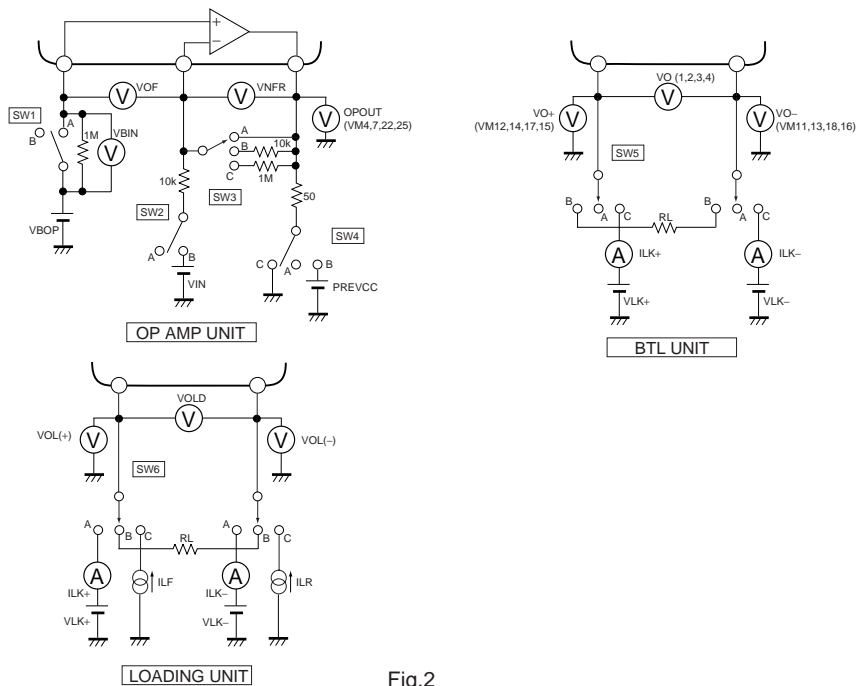 +
−
VOF
V
VNFR
V
V
OPOUT
(VM4,7,22,25)
SW1
A
B
1M
VBIN
V
VBOP
A
B
10k
C
1M
10k
SW3
50
SW2
SW4
A
B
VIN
C
A
B
PREVCC
OP AMP UNIT
VO (1,2,3,4)
V
VO+
(VM12,14,17,15)
V
VO−
(VM11,13,18,16)
V
SW5
B
A
C
RL
B
A
C
A
ILK+
A
ILK−
VLK+
VLK−
BTL UNIT
VOLD
V
VOL(+)
V
VOL(−)
V
SW6
A
B
C
RL
A
B
C
A
ILK+
ILF
A
ILK−
ILR
VLK+
VLK−
LOADING UNIT
Fig.2